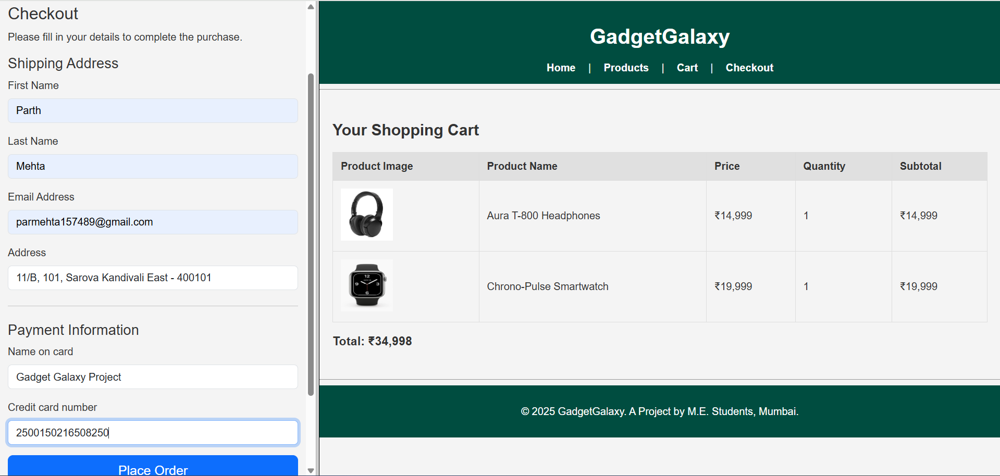 Checkout
Please fill in your details to complete the purchase.
Shipping Address
First Name
Parth
Last Name
Mehta
Email Address
parmehta157489@gmail.com
Address
11/B, 101, Sarova Kandivali East - 400101
Payment Information
Name on card
Gadget Galaxy Project
Credit card number
2500150216508250
Place Order
GadgetGalaxy
Home | Products | Cart | Checkout
Your Shopping Cart
Product Image Product Name Price Quantity Subtotal
Aura T-800 Headphones ₹14,999 1 ₹14,999
Chrono-Pulse Smartwatch ₹19,999 1 ₹19,999
Total: ₹34,998
© 2025 GadgetGalaxy. A Project by M.E. Students, Mumbai.